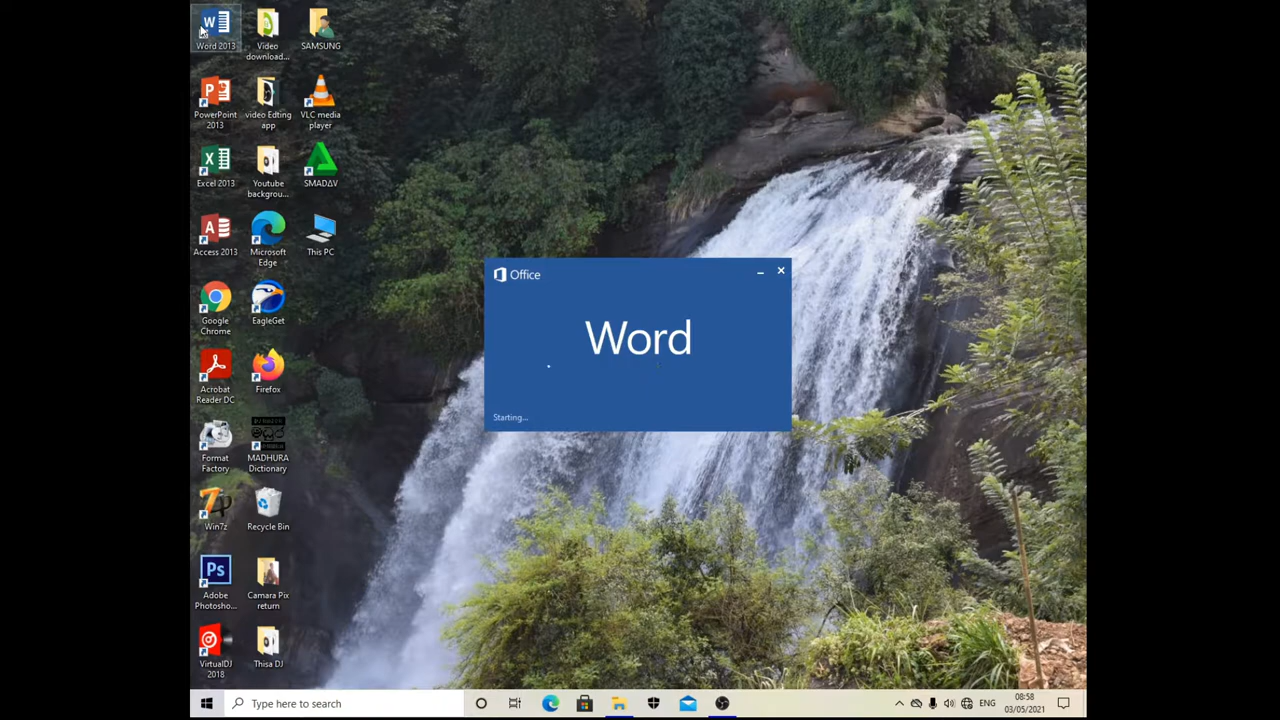 Word 2013
Video
download...
SAMSUNG
PowerPoint
2013
video Edting
app
VLC media
player
Excel 2013
Youtube
backgrou...
SMADAV
Access 2013
Microsoft
Edge
This PC
Google
Chrome
EagleGet
Acrobat
Reader DC
Firefox
Format
Factory
MADHURA
Dictionary
Win7z
Recycle Bin
Ps
Adobe
Photosho...
Camara Pix
return
VirtualDJ
2018
Thisa DJ
Office
Word
Starting...
Type here to search
ENG
08:58
03/05/2021